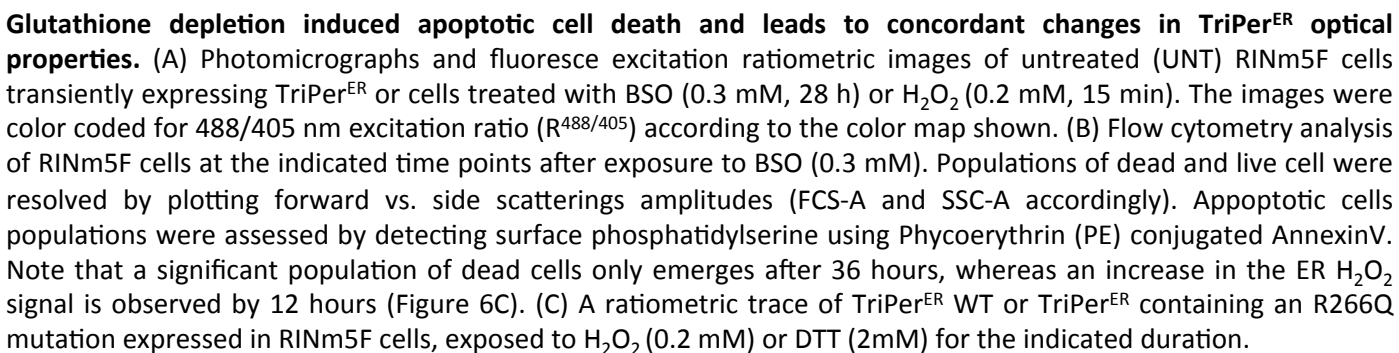 Glutathione depletion induced apoptotic cell death and leads to concordant changes in TriPerᴱᴿ optical
properties. (A) Photomicrographs and fluoresce excitation ratiometric images of untreated (UNT) RINm5F cells
transiently expressing TriPerᴱᴿ or cells treated with BSO (0.3 mM, 28 h) or H₂O₂ (0.2 mM, 15 min). The images were
color coded for 488/405 nm excitation ratio (R⁴⁸⁸/⁴⁰⁵) according to the color map shown. (B) Flow cytometry analysis
of RINm5F cells at the indicated time points after exposure to BSO (0.3 mM). Populations of dead and live cell were
resolved by plotting forward vs. side scatterings amplitudes (FCS-A and SSC-A accordingly). Appoptotic cells
populations were assessed by detecting surface phosphatidylserine using Phycoerythrin (PE) conjugated AnnexinV.
Note that a significant population of dead cells only emerges after 36 hours, whereas an increase in the ER H₂O₂
signal is observed by 12 hours (Figure 6C). (C) A ratiometric trace of TriPerᴱᴿ WT or TriPerᴱᴿ containing an R266Q
mutation expressed in RINm5F cells, exposed to H₂O₂ (0.2 mM) or DTT (2mM) for the indicated duration.